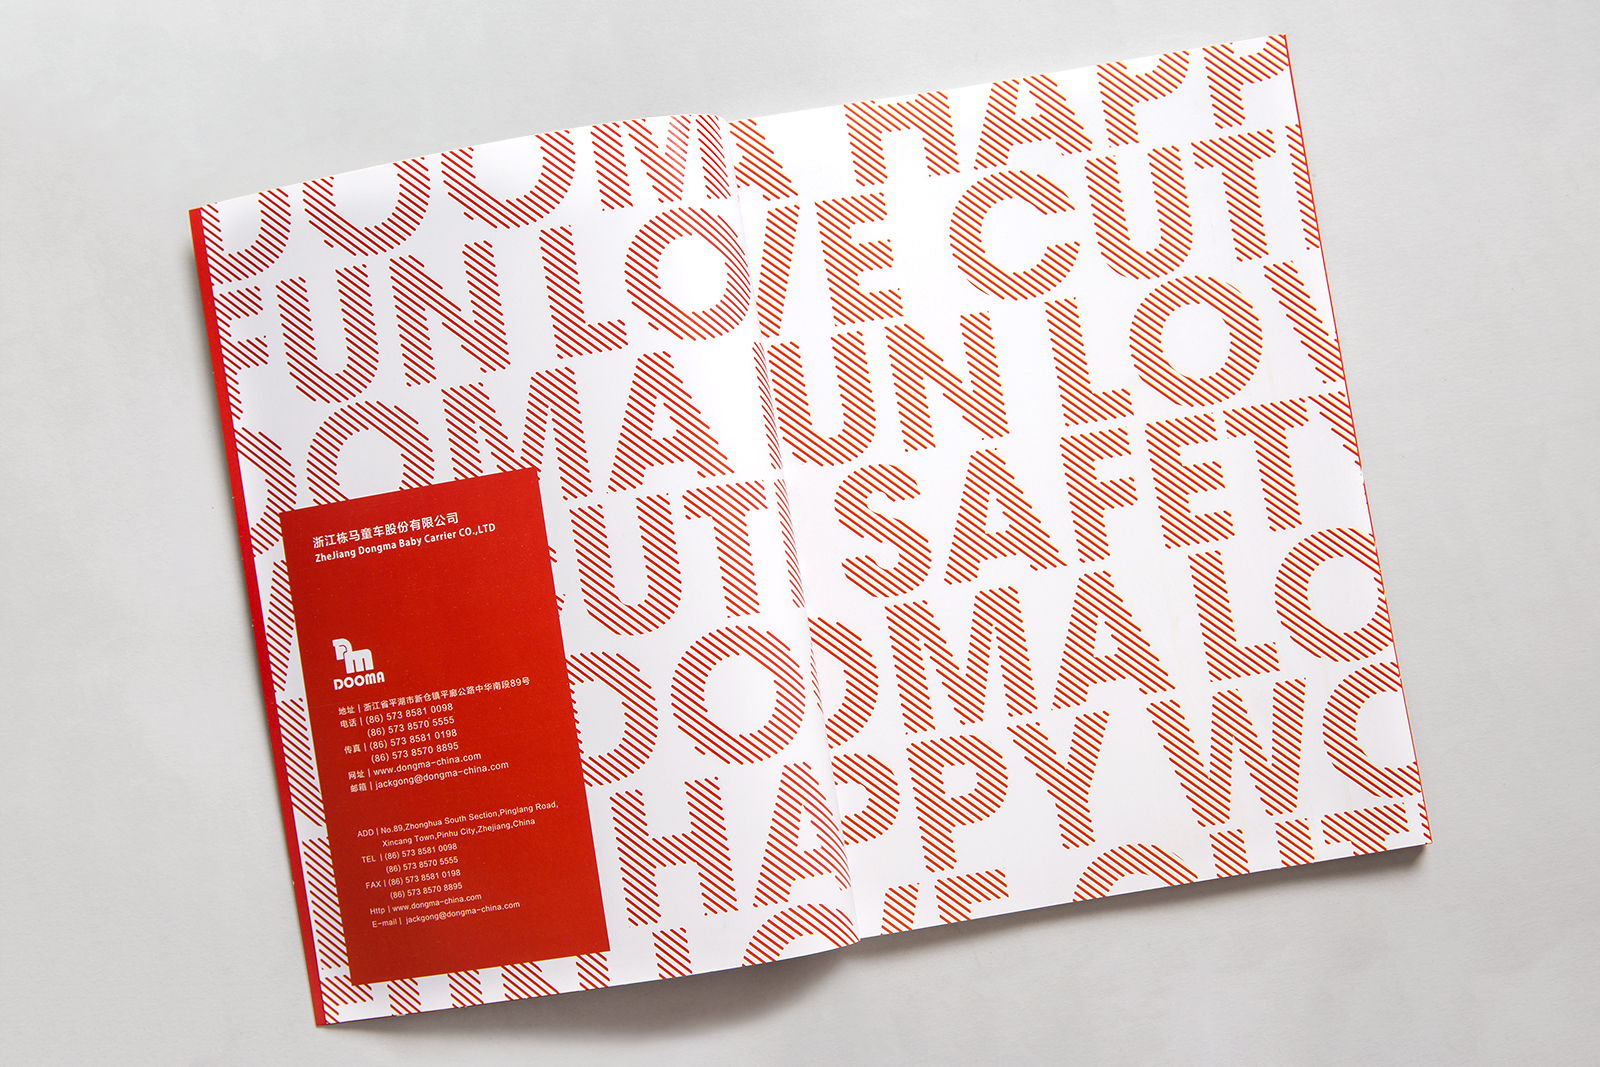 DOOMA HAPP
FUN LOVE CUT
DOOMA UN LOV
CUT SAFETY
DOOMA LO
HAPPY WO
浙江栋马童车股份有限公司
ZheJiang Dongma Baby Carrier CO.,LTD
DOOMA
地址 | 浙江省平湖市新仓镇平廊公路中华南段89号
电话 | (86) 573 8581 0098
(86) 573 8570 5555
传真 | (86) 573 8581 0198
(86) 573 8570 8895
网址 | www.dongma-china.com
邮箱 | jackgong@dongma-china.com
ADD | No.89,Zhonghua South Section,Pinglang Road,
Xincang Town,Pinhu City,Zhejiang,China
TEL | (86) 573 8581 0098
(86) 573 8570 5555
FAX | (86) 573 8581 0198
(86) 573 8570 8895
Http | www.dongma-china.com
E-mail | jackgong@dongma-china.com